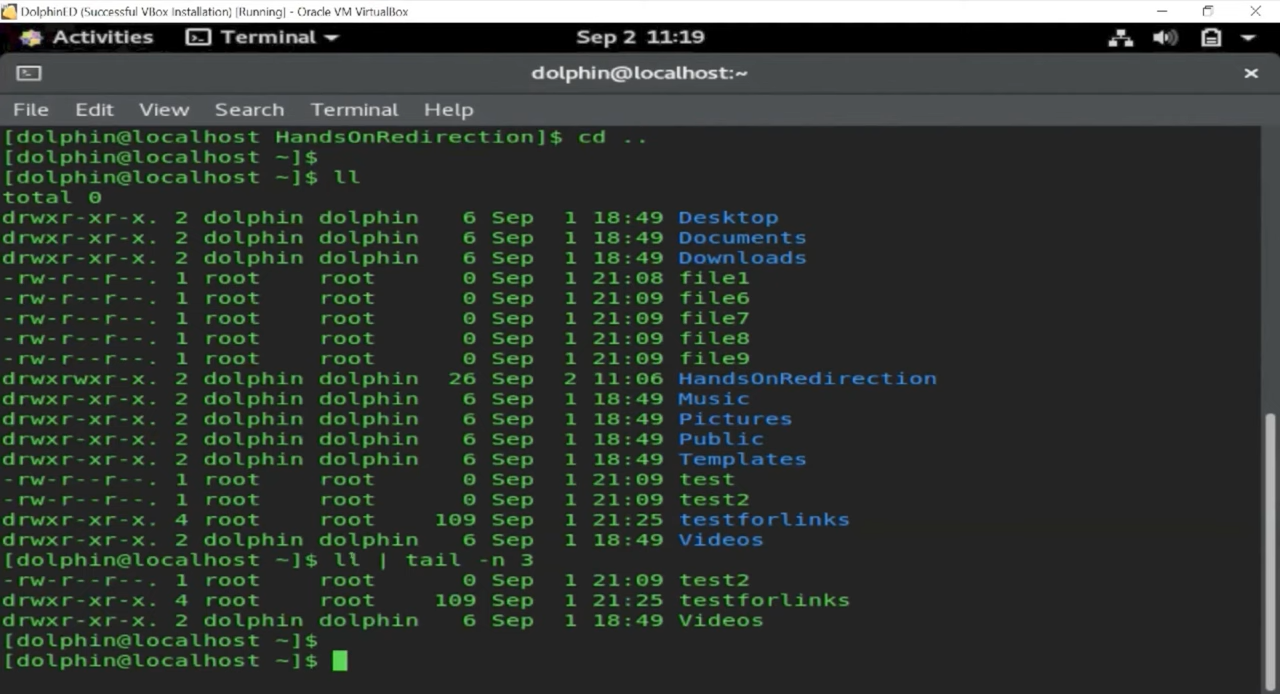 DolphinED (Successful VBox Installation) [Running] - Oracle VM VirtualBox
Activities Terminal Sep 2 11:19
dolphin@localhost:~
File Edit View Search Terminal Help
[dolphin@localhost HandsOnRedirection]$ cd ..
[dolphin@localhost ~]$
[dolphin@localhost ~]$ ll
total 0
drwxr-xr-x. 2 dolphin dolphin   6 Sep  1 18:49 Desktop
drwxr-xr-x. 2 dolphin dolphin   6 Sep  1 18:49 Documents
drwxr-xr-x. 2 dolphin dolphin   6 Sep  1 18:49 Downloads
-rw-r--r--. 1 root    root      0 Sep  1 21:08 file1
-rw-r--r--. 1 root    root      0 Sep  1 21:09 file6
-rw-r--r--. 1 root    root      0 Sep  1 21:09 file7
-rw-r--r--. 1 root    root      0 Sep  1 21:09 file8
-rw-r--r--. 1 root    root      0 Sep  1 21:09 file9
drwxrwxr-x. 2 dolphin dolphin  26 Sep  2 11:06 HandsOnRedirection
drwxr-xr-x. 2 dolphin dolphin   6 Sep  1 18:49 Music
drwxr-xr-x. 2 dolphin dolphin   6 Sep  1 18:49 Pictures
drwxr-xr-x. 2 dolphin dolphin   6 Sep  1 18:49 Public
drwxr-xr-x. 2 dolphin dolphin   6 Sep  1 18:49 Templates
-rw-r--r--. 1 root    root      0 Sep  1 21:09 test
-rw-r--r--. 1 root    root      0 Sep  1 21:09 test2
drwxr-xr-x. 4 root    root    109 Sep  1 21:25 testforlinks
drwxr-xr-x. 2 dolphin dolphin   6 Sep  1 18:49 Videos
[dolphin@localhost ~]$ ll | tail -n 3
-rw-r--r--. 1 root    root      0 Sep  1 21:09 test2
drwxr-xr-x. 4 root    root    109 Sep  1 21:25 testforlinks
drwxr-xr-x. 2 dolphin dolphin   6 Sep  1 18:49 Videos
[dolphin@localhost ~]$
[dolphin@localhost ~]$